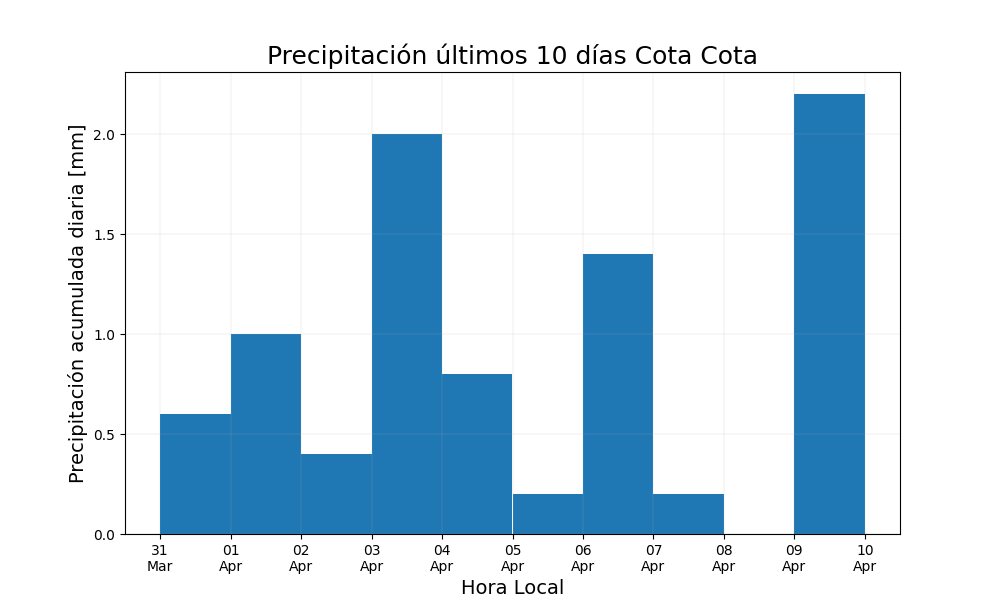 Precipitación últimos 10 días Cota Cota
Precipitación acumulada diaria [mm]
2.0
1.5
1.0
0.5
0.0
31 01 02 03 04 05 06 07 08 09 10
Mar Apr Apr Apr Apr Apr Apr Apr Apr Apr Apr
Hora Local